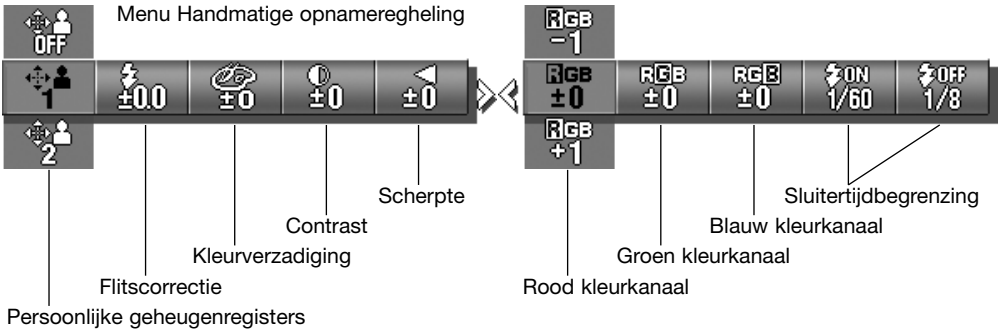 Menu Handmatige opnameregheling
OFF
1
±0.0
±0
±0
±0
2
RGB
−1
RGB
±0
RGB
±0
RGB
±0
ON
1/60
OFF
1/8
RGB
+1
Scherpte
Contrast
Kleurverzadiging
Flitscorrectie
Persoonlijke geheugenregisters
Sluitertijdbegrenzing
Blauw kleurkanaal
Groen kleurkanaal
Rood kleurkanaal